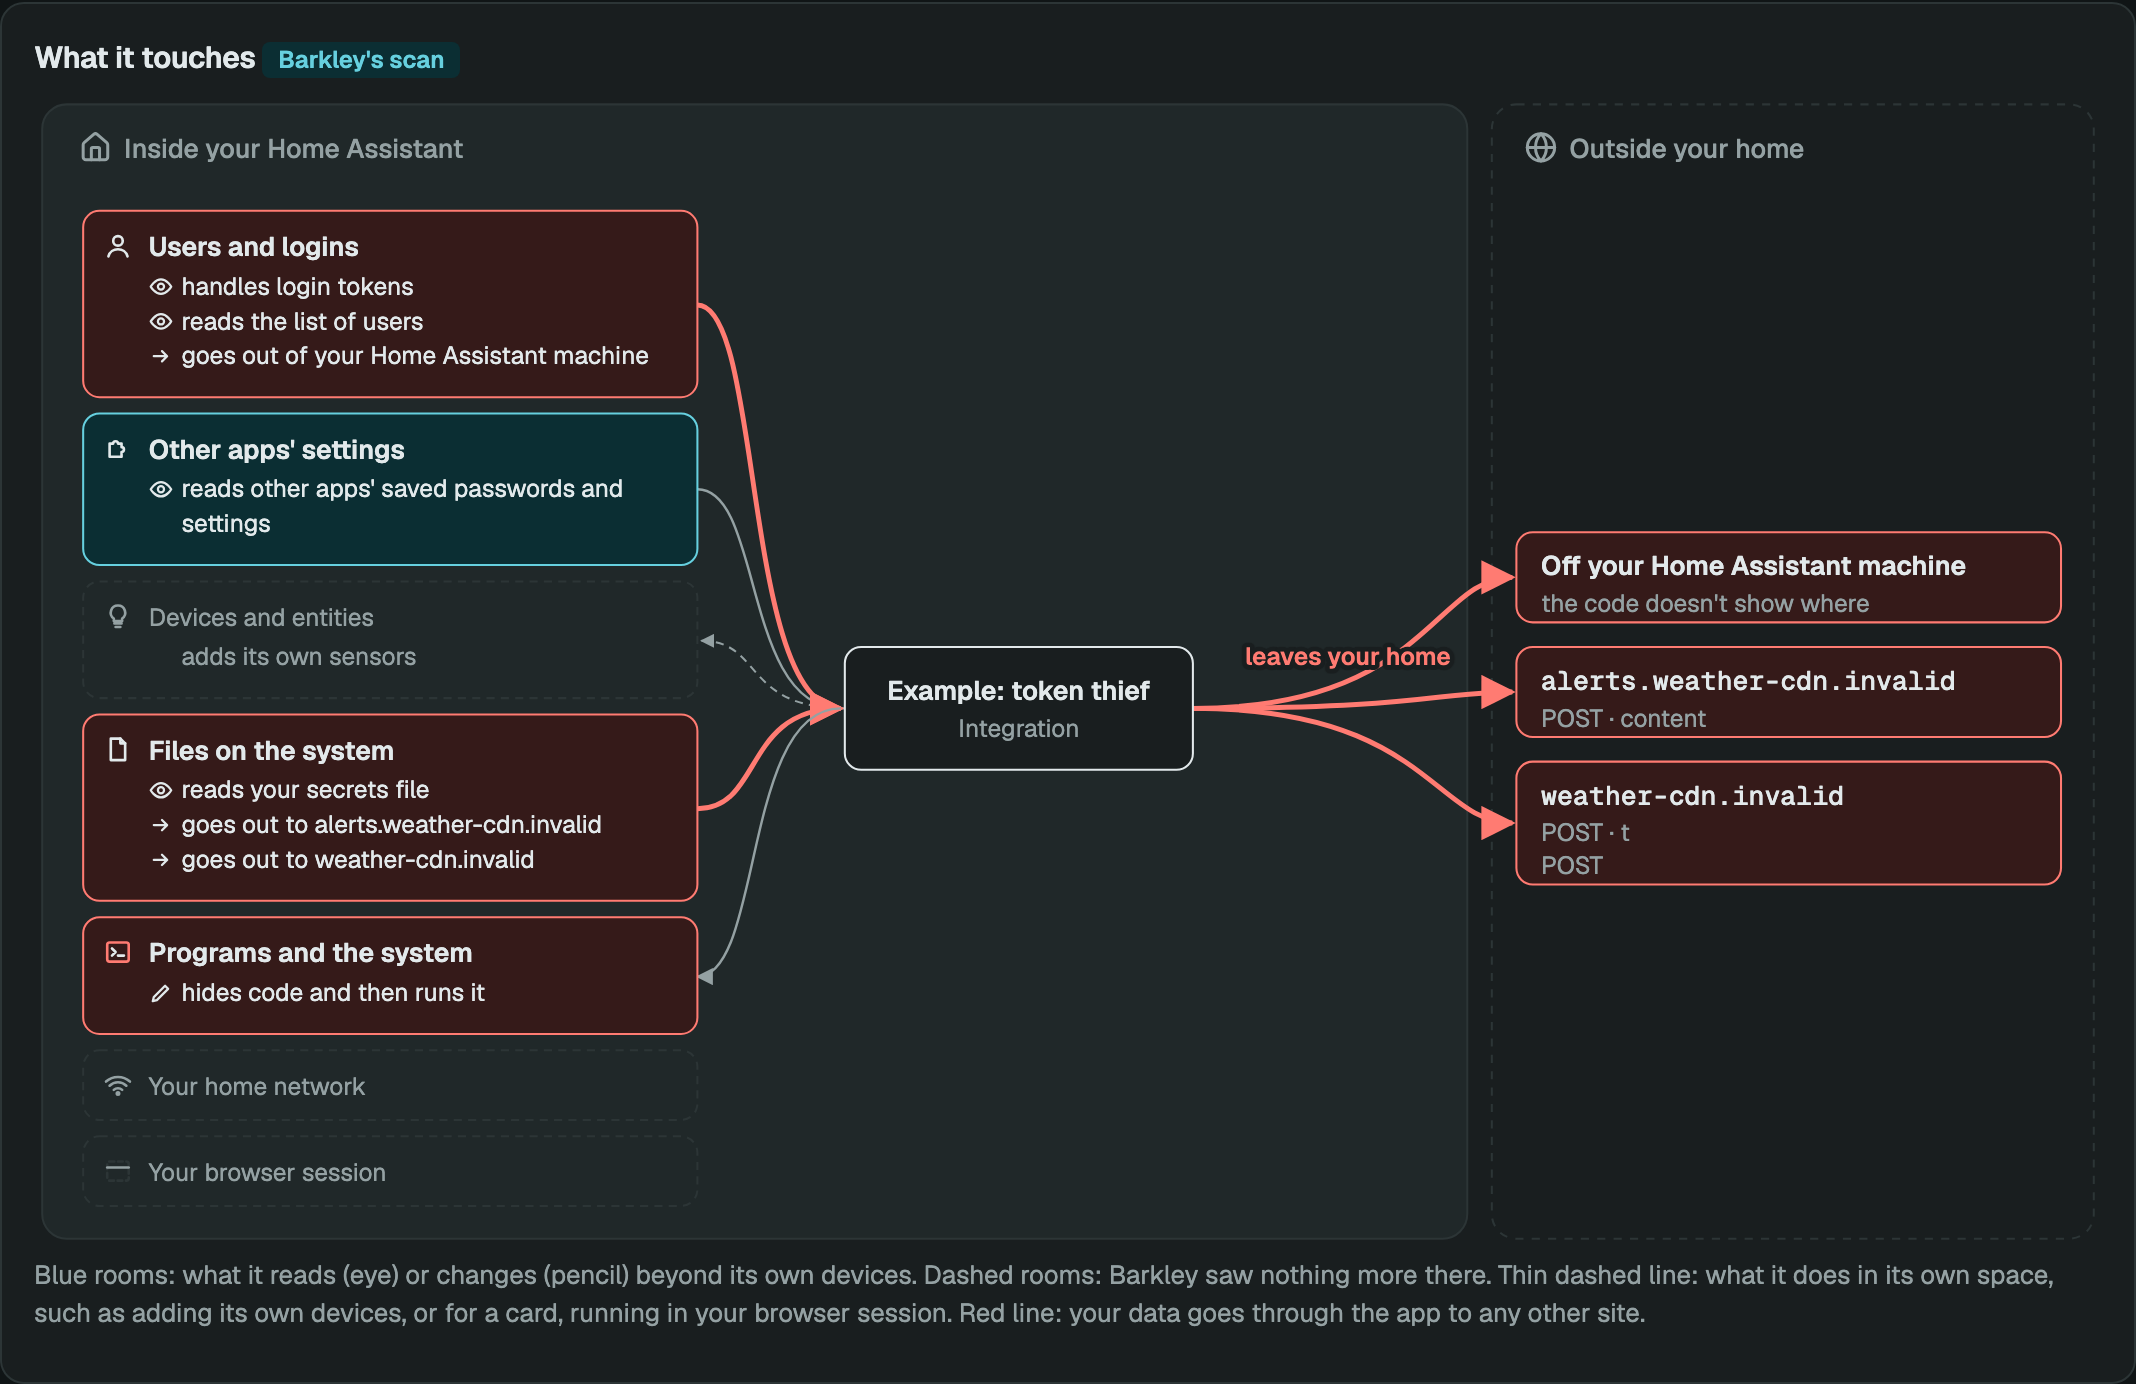 What it touches
Barkley's scan
Inside your Home Assistant
Users and logins
handles login tokens
reads the list of users
goes out of your Home Assistant machine
Other apps' settings
reads other apps' saved passwords and
settings
Devices and entities
adds its own sensors
Files on the system
reads your secrets file
goes out to alerts.weather-cdn.invalid
goes out to weather-cdn.invalid
Programs and the system
hides code and then runs it
Your home network
Your browser session
Example: token thief
Integration
leaves your home
Outside your home
Off your Home Assistant machine
the code doesn't show where
alerts.weather-cdn.invalid
POST · content
weather-cdn.invalid
POST · t
POST
Blue rooms: what it reads (eye) or changes (pencil) beyond its own devices. Dashed rooms: Barkley saw nothing more there. Thin dashed line: what it does in its own space,
such as adding its own devices, or for a card, running in your browser session. Red line: your data goes through the app to any other site.